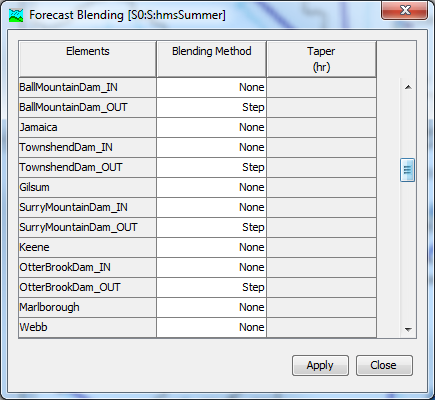 Forecast Blending [S0:S:hmsSummer]
Elements Blending Method Taper
(hr)
BallMountainDam_IN None
BallMountainDam_OUT Step
Jamaica None
TownshendDam_IN None
TownshendDam_OUT Step
Gilsum None
SurryMountainDam_IN None
SurryMountainDam_OUT Step
Keene None
OtterBrookDam_IN None
OtterBrookDam_OUT Step
Marlborough None
Webb None
Apply Close